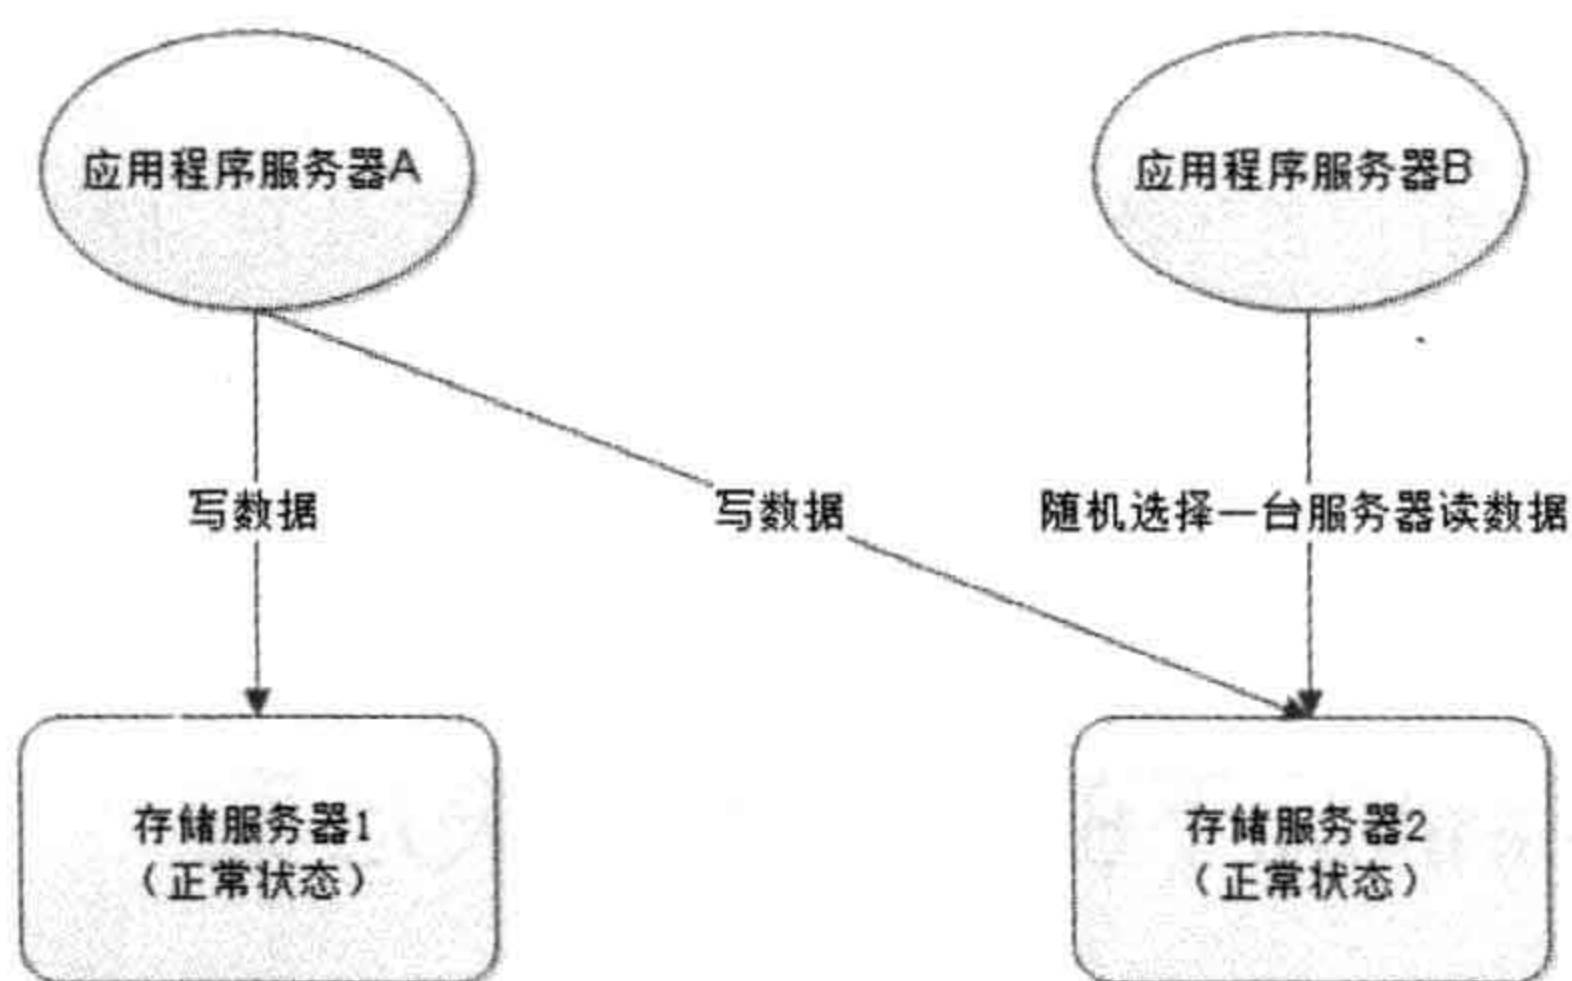 应用程序服务器A
应用程序服务器B
写数据
写数据
随机选择一台服务器读数据
存储服务器1
（正常状态）
存储服务器2
（正常状态）